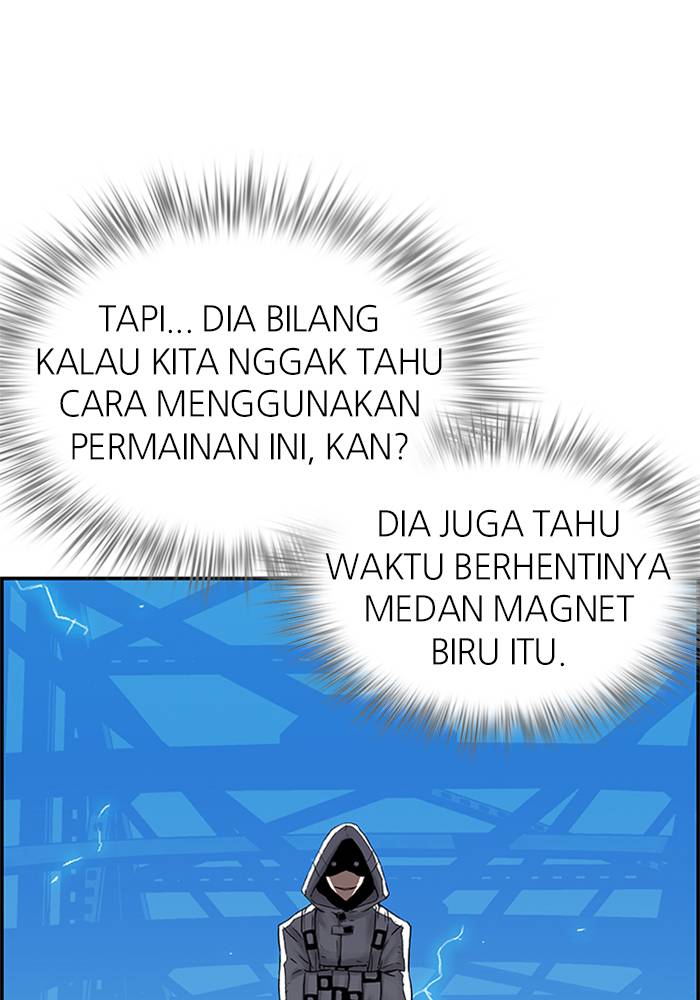 TAPI... DIA BILANG
KALAU KITA NGGAK TAHU
CARA MENGGUNAKAN
PERMAINAN INI, KAN?
DIA JUGA TAHU
WAKTU BERHENTINYA
MEDAN MAGNET
BIRU ITU.